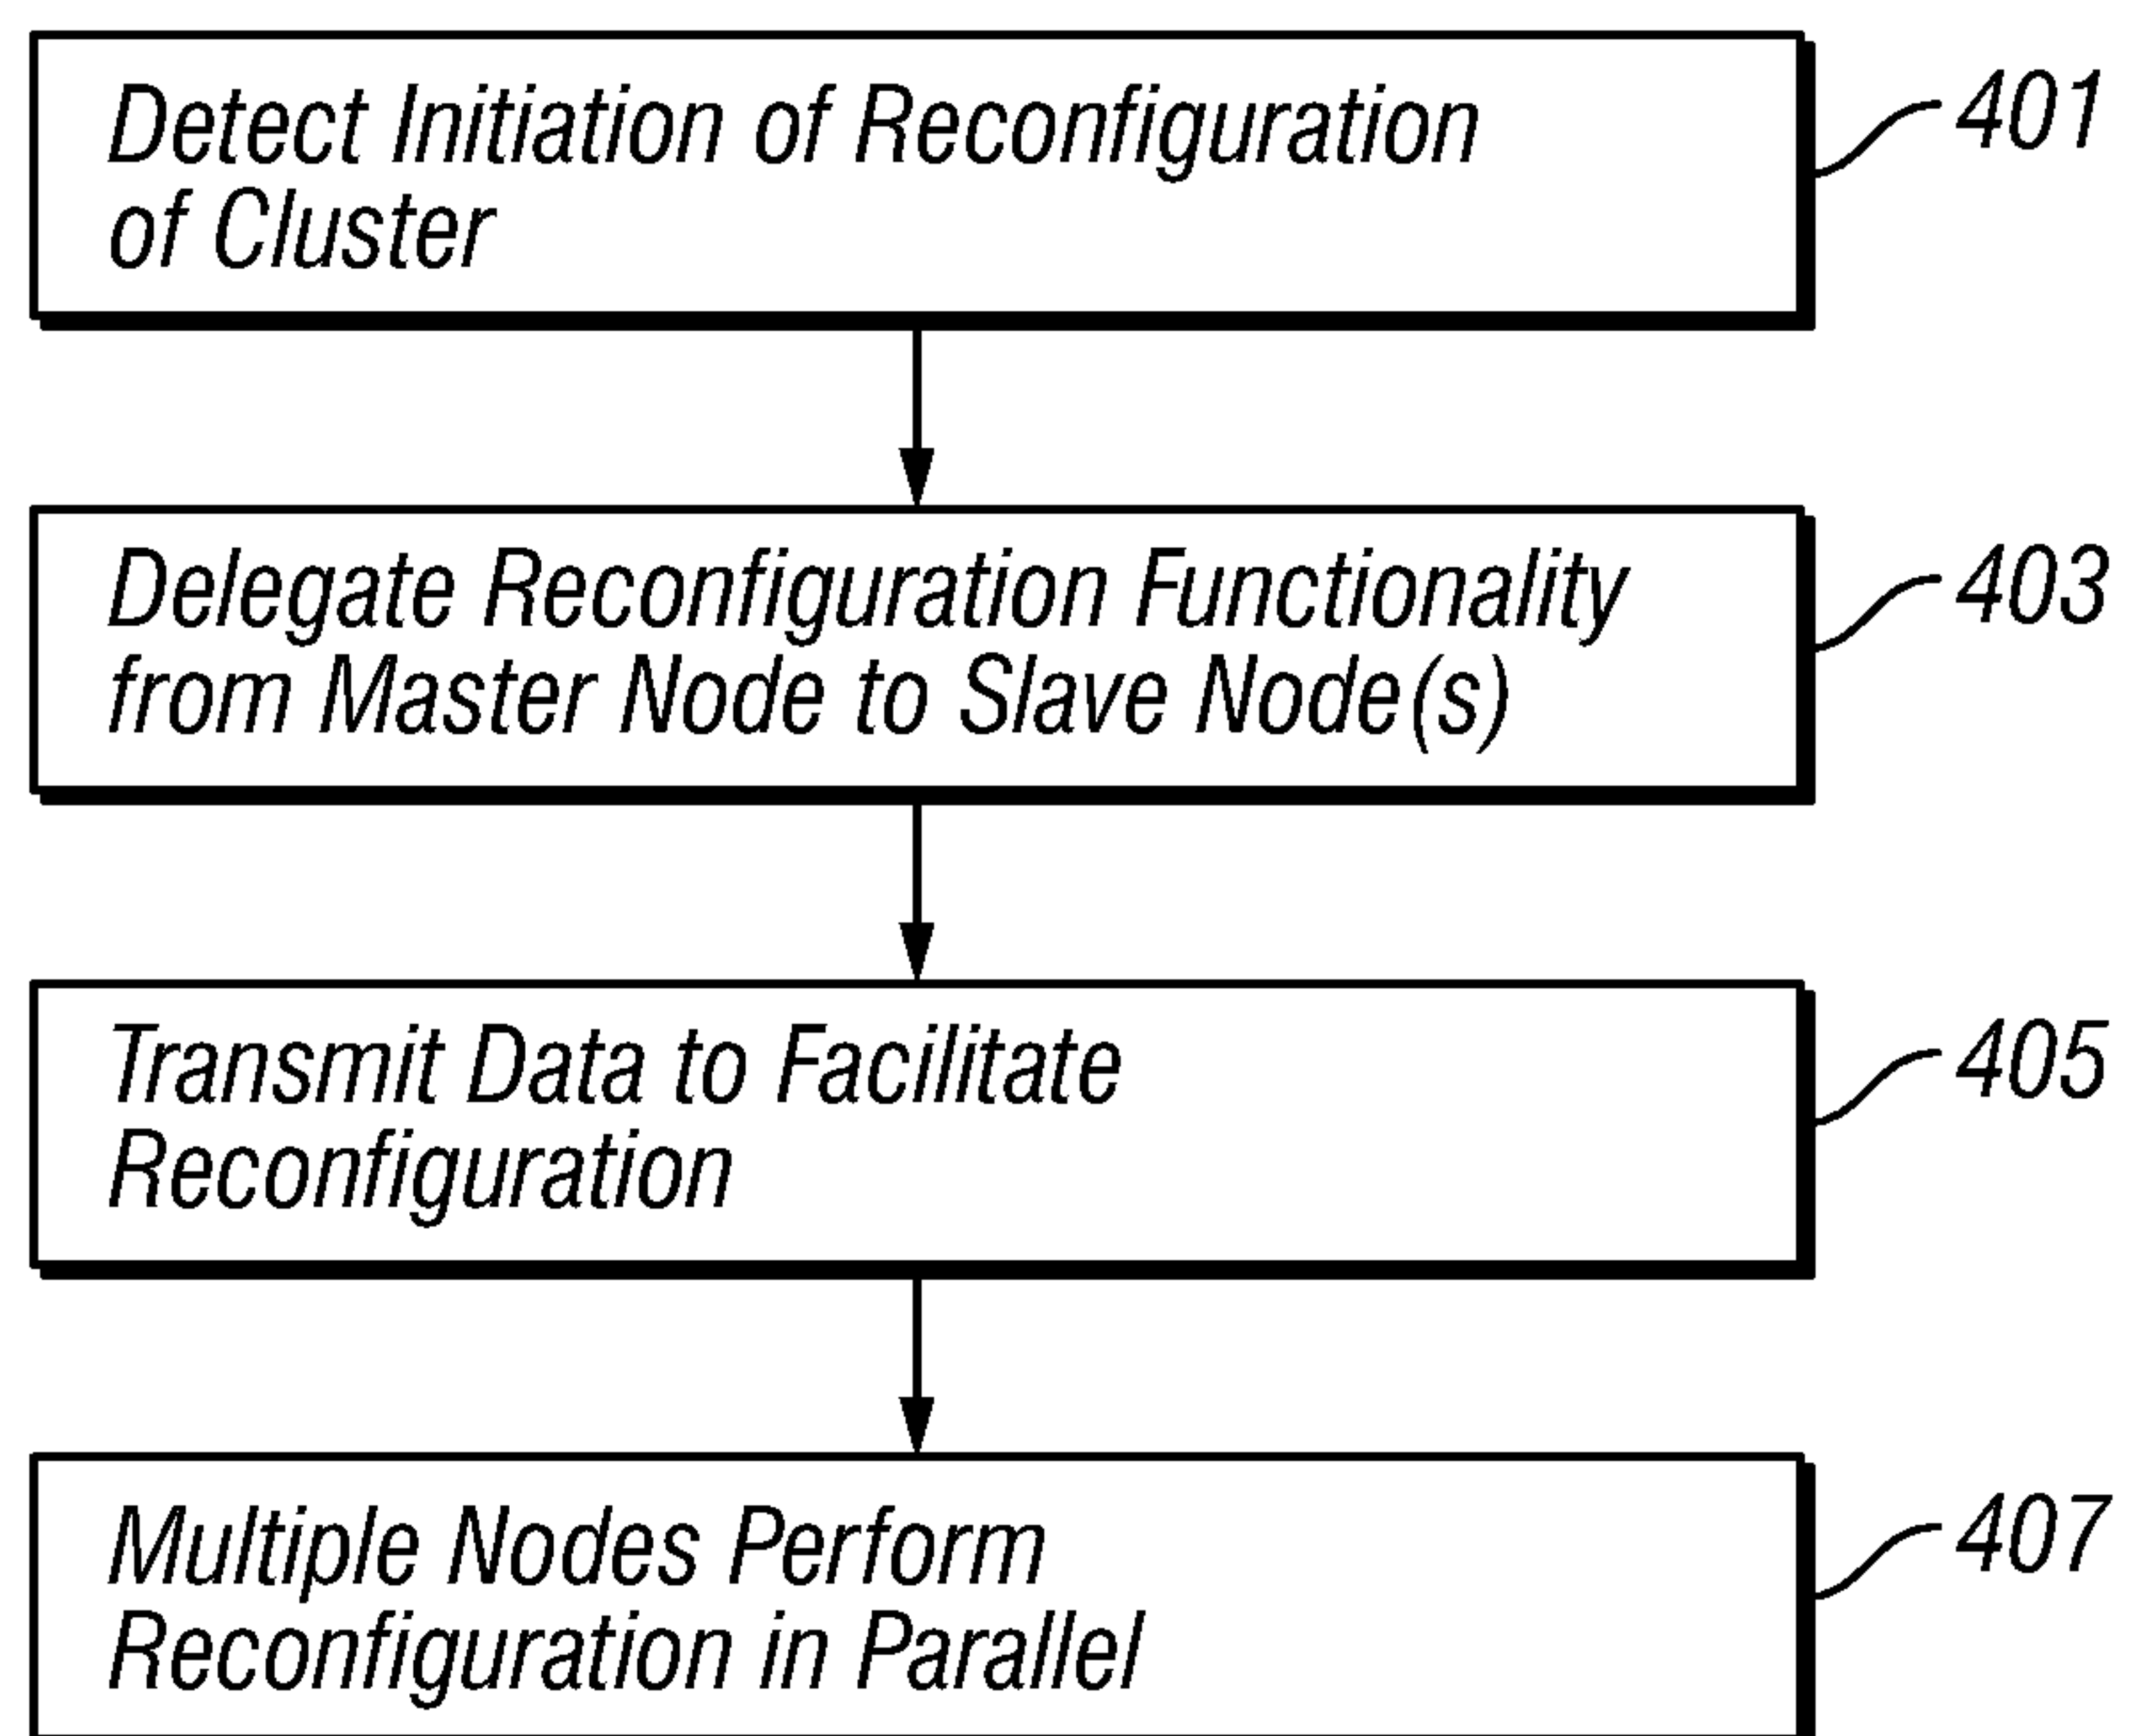 Detect Initiation of Reconfiguration
of Cluster
401
Delegate Reconfiguration Functionality
from Master Node to Slave Node(s)
403
Transmit Data to Facilitate
Reconfiguration
405
Multiple Nodes Perform
Reconfiguration in Parallel
407